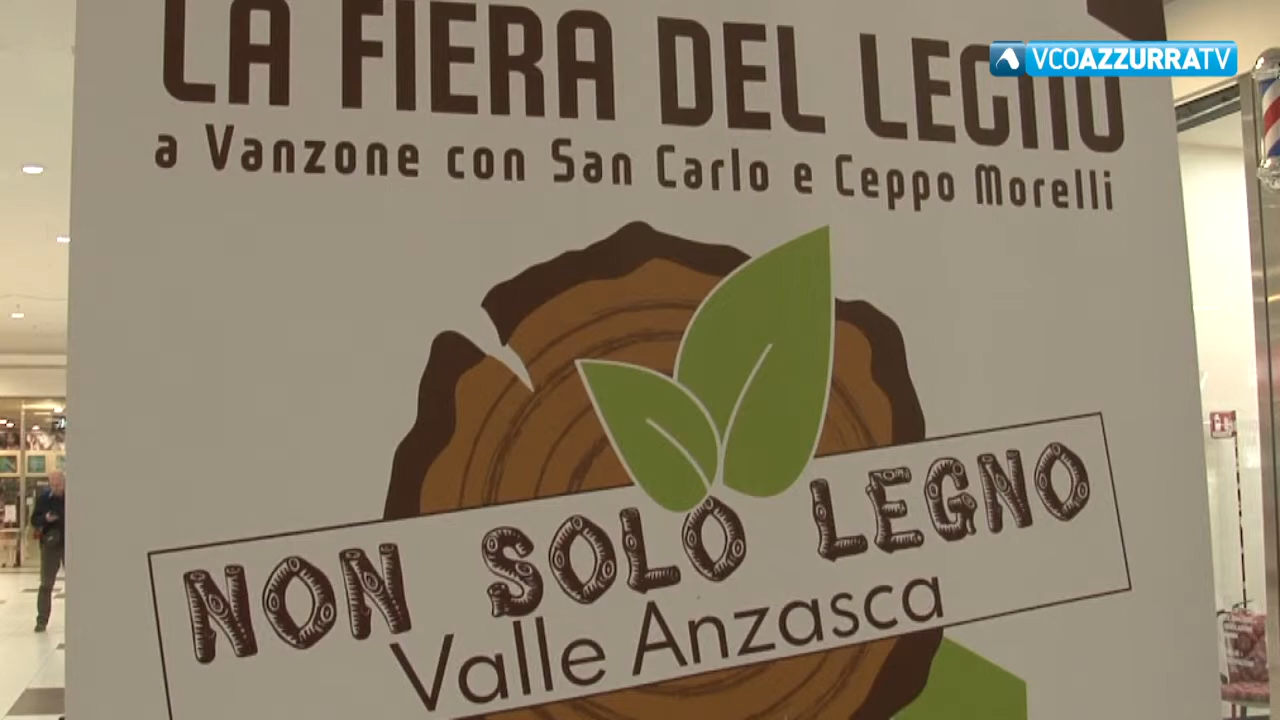 VCOAZZURRATV
LA FIERA DEL LEGNO
a Vanzone con San Carlo e Ceppo Morelli
NON SOLO LEGNO
Valle Anzasca